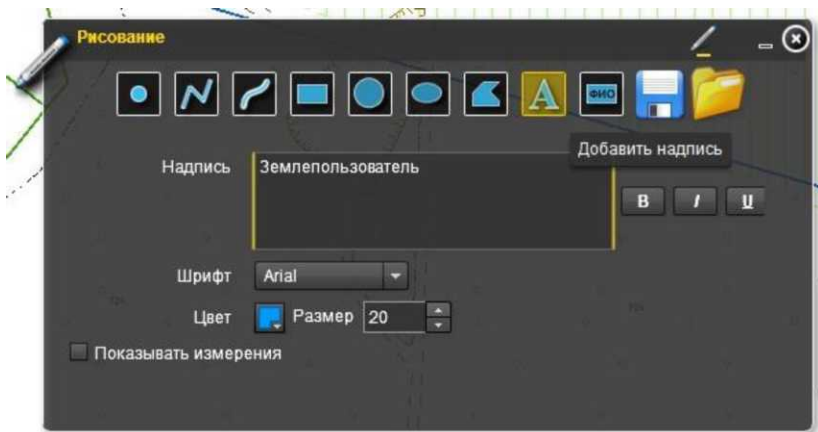 Рисование
A
ФИО
Добавить надпись
Надпись
Землепользователь
B I U
Шрифт
Arial
Цвет
Размер
20
Показывать измерения